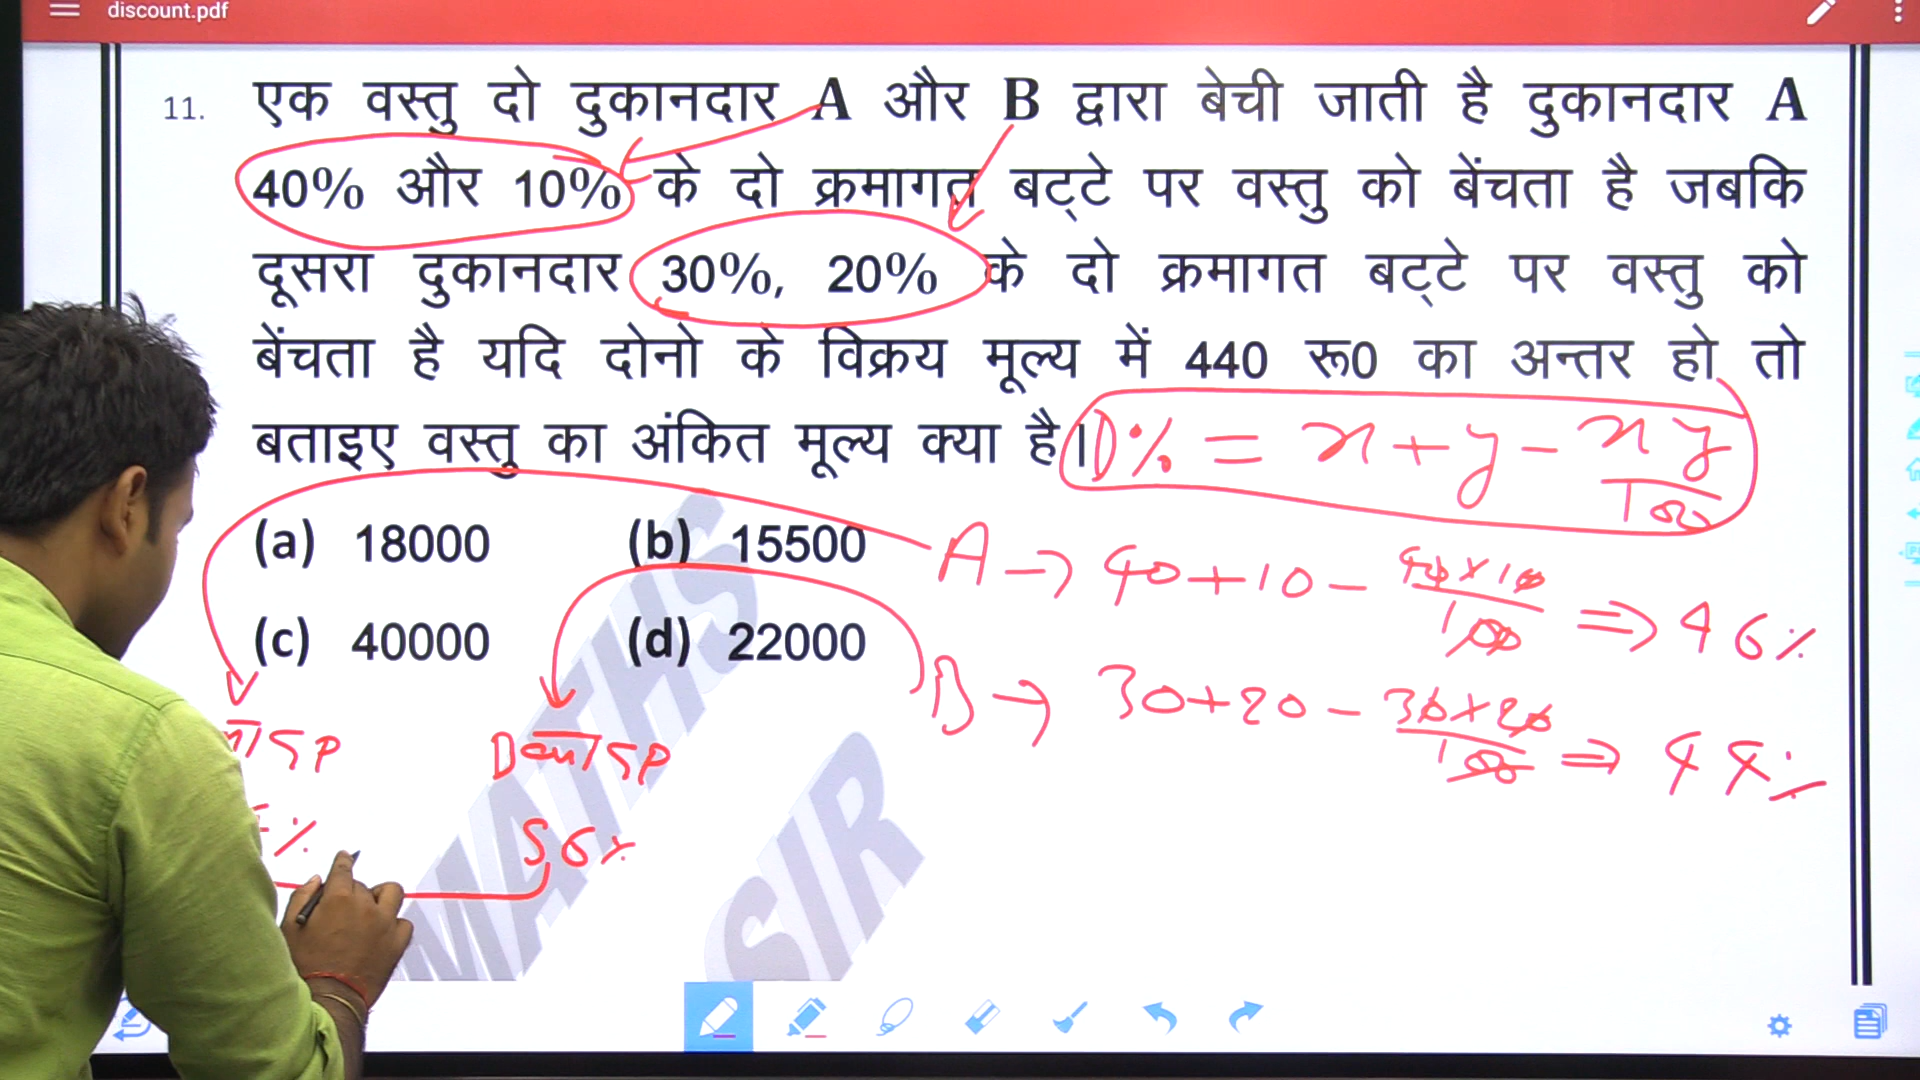 discount.pdf
11. एक वस्तु दो दुकानदार A और B द्वारा बेची जाती है दुकानदार A
40% और 10% के दो क्रमागत बट्टे पर वस्तु को बेंचता है जबकि
दूसरा दुकानदार 30%, 20% के दो क्रमागत बट्टे पर वस्तु को
बेंचता है यदि दोनो के विक्रय मूल्य में 440 रू0 का अन्तर हो तो
बताइए वस्तु का अंकित मूल्य क्या है।
D% = x + y - xy/100
(a) 18000 (b) 15500
(c) 40000 (d) 22000
A → 40 + 10 - 40×10/100 ⇒ 46%
B → 30 + 20 - 30×20/100 ⇒ 44%
SP
B का SP
%
56%
MATHS
SIR